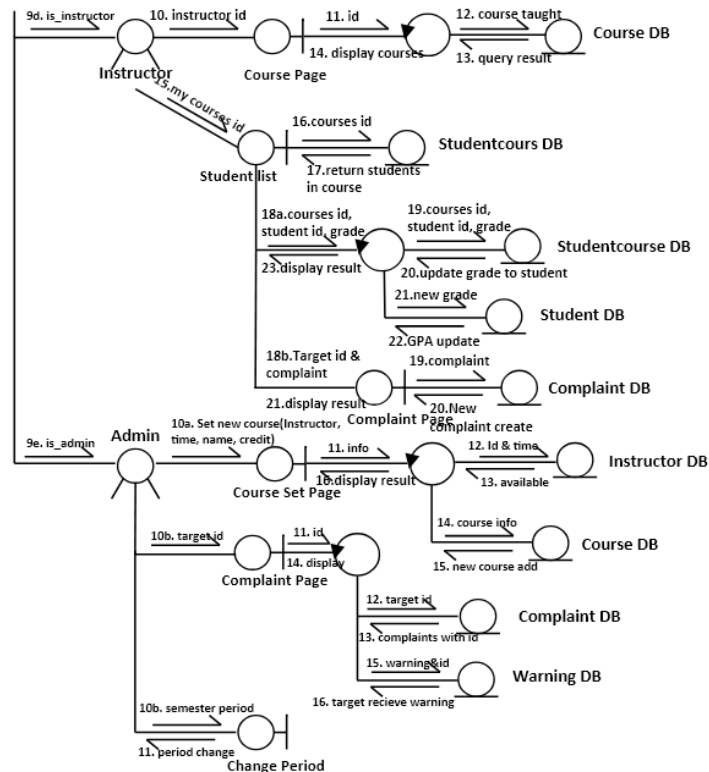 9d. is_instructor
10. instructor id
11. id
12. course taught
Course DB
14. display courses
13. query result
Instructor
Course Page
15.my courses id
16.courses id
Studentcours DB
Student list
17.return students
in course
18a.courses id,
student id, grade
19.courses id,
student id, grade
Studentcourse DB
23.display result
20.update grade to student
21.new grade
Student DB
22.GPA update
18b.Target id &
complaint
19.complaint
Complaint DB
21.display result
Complaint Page
20.New
complaint create
9e. is_admin
Admin
10a. Set new course(Instructor,
time, name, credit)
11. info
12. Id & time
Instructor DB
Course Set Page
16.display result
13. available
14. course info
Course DB
15. new course add
10b. target id
11. id
14. display
Complaint Page
12. target id
Complaint DB
13. complaints with id
15. warning&id
Warning DB
16. target recieve warning
10b. semester period
11. period change
Change Period